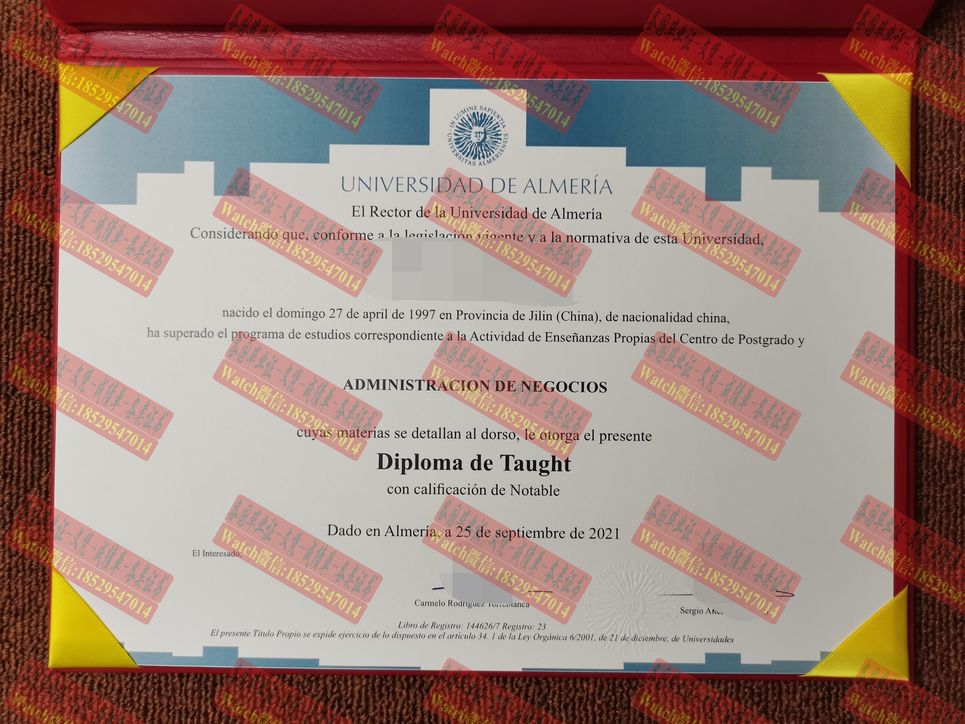 IN LUMINE SAPIENTIA
UNIVERSITAS ALMERIENSIS
UNIVERSIDAD DE ALMERÍA
El Rector de la Universidad de Almería
Considerando que, conforme a la legislación vigente y a la normativa de esta Universidad,
nacido el domingo 27 de april de 1997 en Provincia de Jilin (China), de nacionalidad china,
ha superado el programa de estudios correspondiente a la Actividad de Enseñanzas Propias del Centro de Postgrado y
ADMINISTRACION DE NEGOCIOS
cuyas materias se detallan al dorso, le otorga el presente
Diploma de Taught
con calificación de Notable
Dado en Almería, a 25 de septiembre de 2021
El Interesado,
Carmelo Rodríguez Torreblanca
Sergio
Libro de Registro: 144626/7 Registro: 23
El presente Título Propio se expide ejercicio de lo dispuesto en el artículo 34. 1 de la Ley Orgánica 6/2001, de 21 de diciembre, de Universidades
Watch微信:18529547014